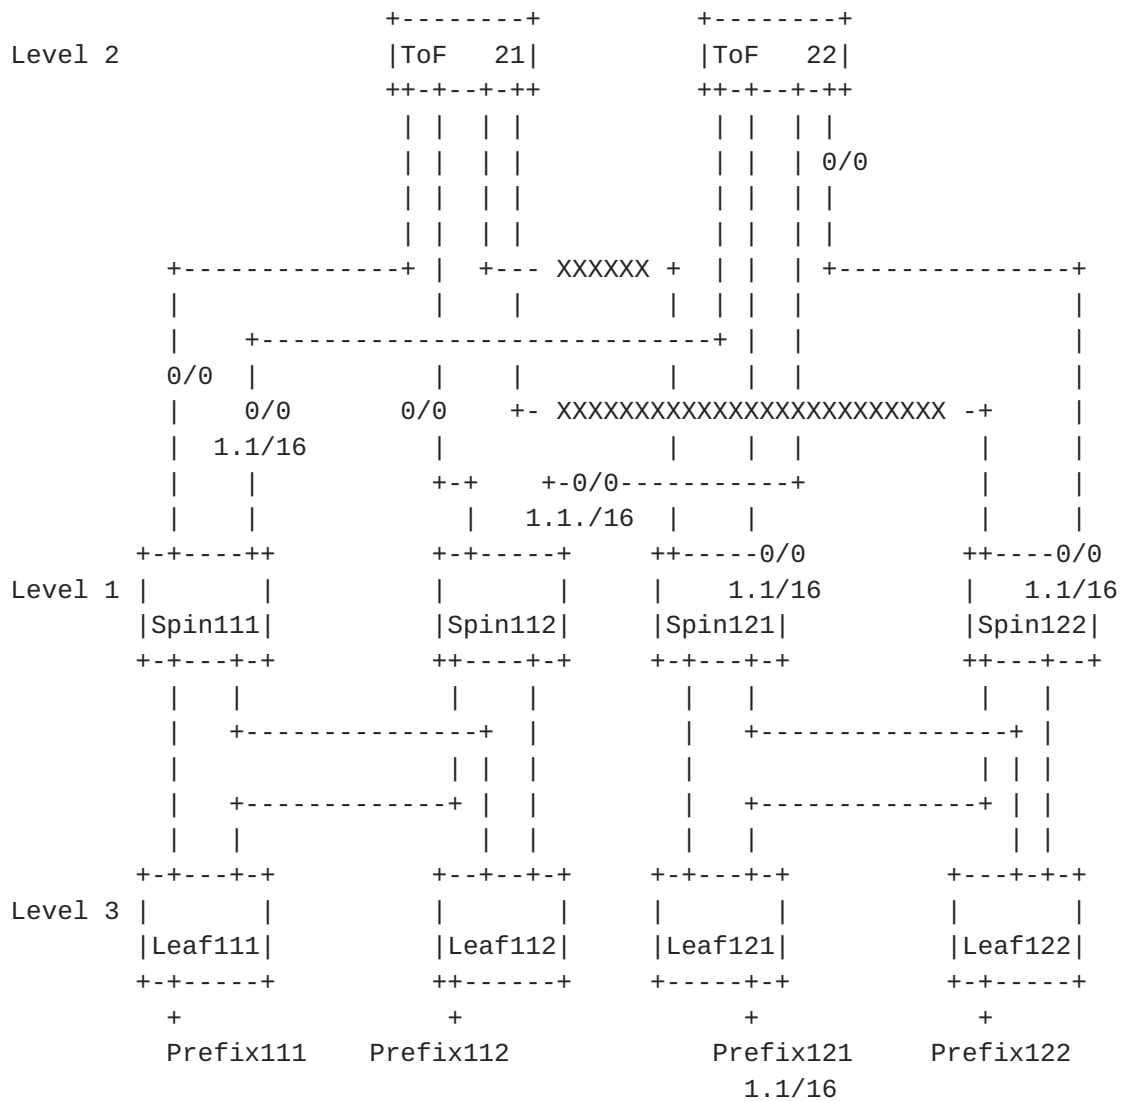 Level 2 ToF 21 ToF 22
0/0
XXXXXX
0/0
0/0 0/0 XXXXXXXXXXXXXXXXXXXXXXXXX
1.1/16
0/0
1.1./16
0/0 0/0
Level 1 1.1/16 1.1/16
Spin111 Spin112 Spin121 Spin122
Level 3
Leaf111 Leaf112 Leaf121 Leaf122
Prefix111 Prefix112 Prefix121 Prefix122
1.1/16